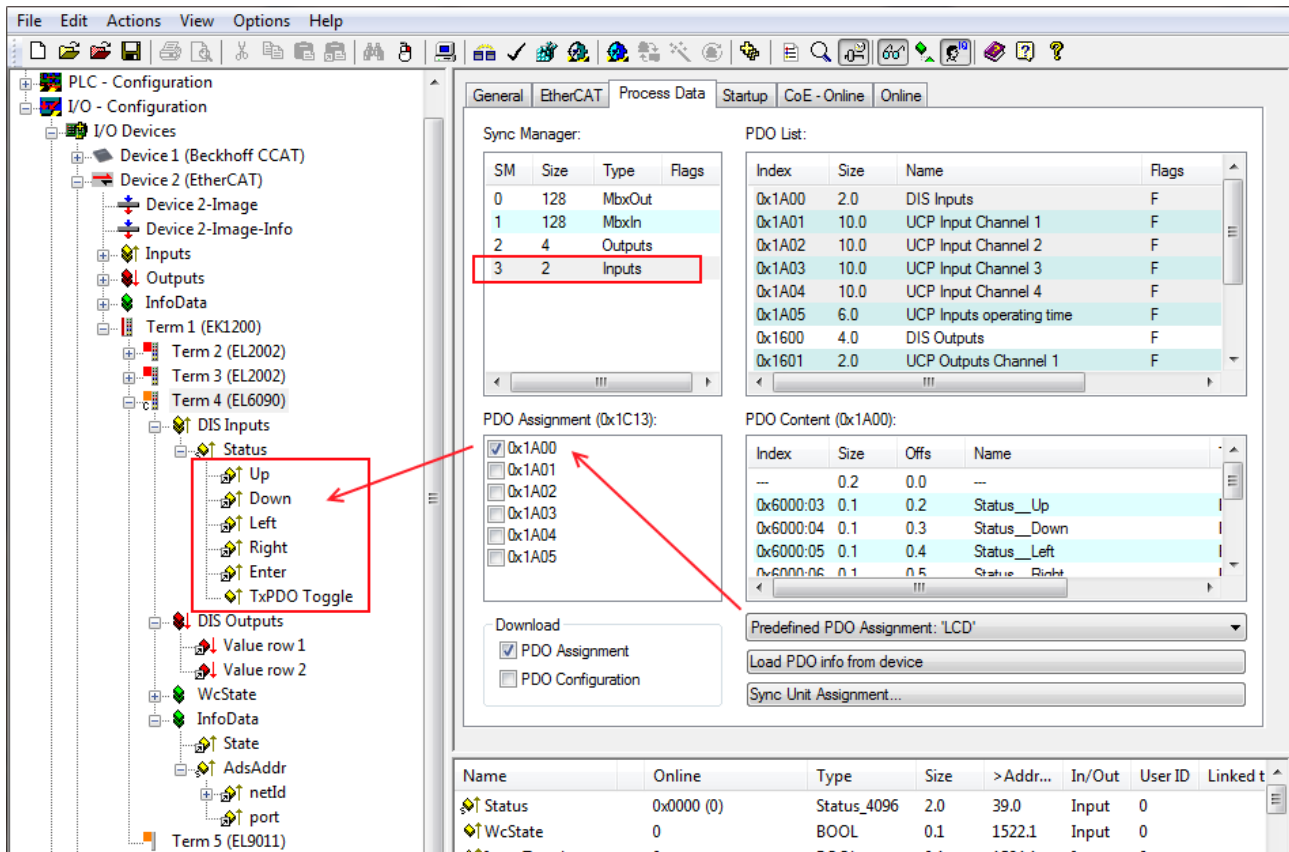 File Edit Actions View Options Help
PLC - Configuration
I/O - Configuration
I/O Devices
Device 1 (Beckhoff CCAT)
Device 2 (EtherCAT)
Device 2-Image
Device 2-Image-Info
Inputs
Outputs
InfoData
Term 1 (EK1200)
Term 2 (EL2002)
Term 3 (EL2002)
Term 4 (EL6090)
DIS Inputs
Status
Up
Down
Left
Right
Enter
TxPDO Toggle
DIS Outputs
Value row 1
Value row 2
WcState
InfoData
State
AdsAddr
netId
port
Term 5 (EL9011)
General EtherCAT Process Data Startup CoE - Online Online
Sync Manager:
SM Size Type Flags
0 128 MbxOut
1 128 MbxIn
2 4 Outputs
3 2 Inputs
PDO List:
Index Size Name Flags
0x1A00 2.0 DIS Inputs F
0x1A01 10.0 UCP Input Channel 1 F
0x1A02 10.0 UCP Input Channel 2 F
0x1A03 10.0 UCP Input Channel 3 F
0x1A04 10.0 UCP Input Channel 4 F
0x1A05 6.0 UCP Inputs operating time F
0x1600 4.0 DIS Outputs F
0x1601 2.0 UCP Outputs Channel 1 F
PDO Assignment (0x1C13):
0x1A00
0x1A01
0x1A02
0x1A03
0x1A04
0x1A05
PDO Content (0x1A00):
Index Size Offs Name
--- 0.2 0.0 ---
0x6000:03 0.1 0.2 Status__Up
0x6000:04 0.1 0.3 Status__Down
0x6000:05 0.1 0.4 Status__Left
0x6000:06 0.1 0.5 Status__Right
Download
PDO Assignment
PDO Configuration
Predefined PDO Assignment: 'LCD'
Load PDO info from device
Sync Unit Assignment...
Name Online Type Size >Addr... In/Out User ID Linked t
Status 0x0000 (0) Status_4096 2.0 39.0 Input 0
WcState 0 BOOL 0.1 1522.1 Input 0